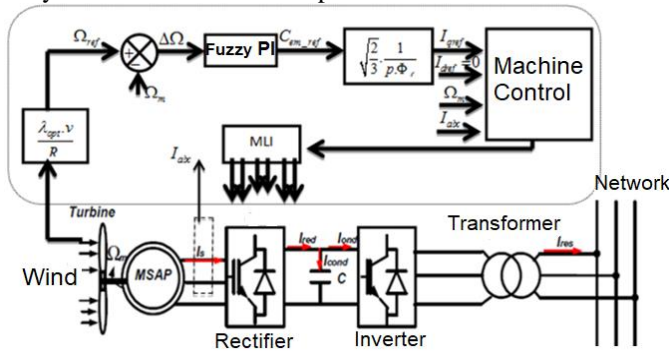 Ω_ref
ΔΩ
Fuzzy PI
C_em_ref
√(2/3) · 1/(p.Φ_r)
I_qref
I_dref=0
Ω_m
I_abc
Machine
Control
Ω_m
λ_opt.v
R
I_abc
MLI
Network
Turbine
Transformer
Wind
Ω_m
MSAP
I_s
I_red
I_ond
I_cond
C
I_res
Rectifier
Inverter